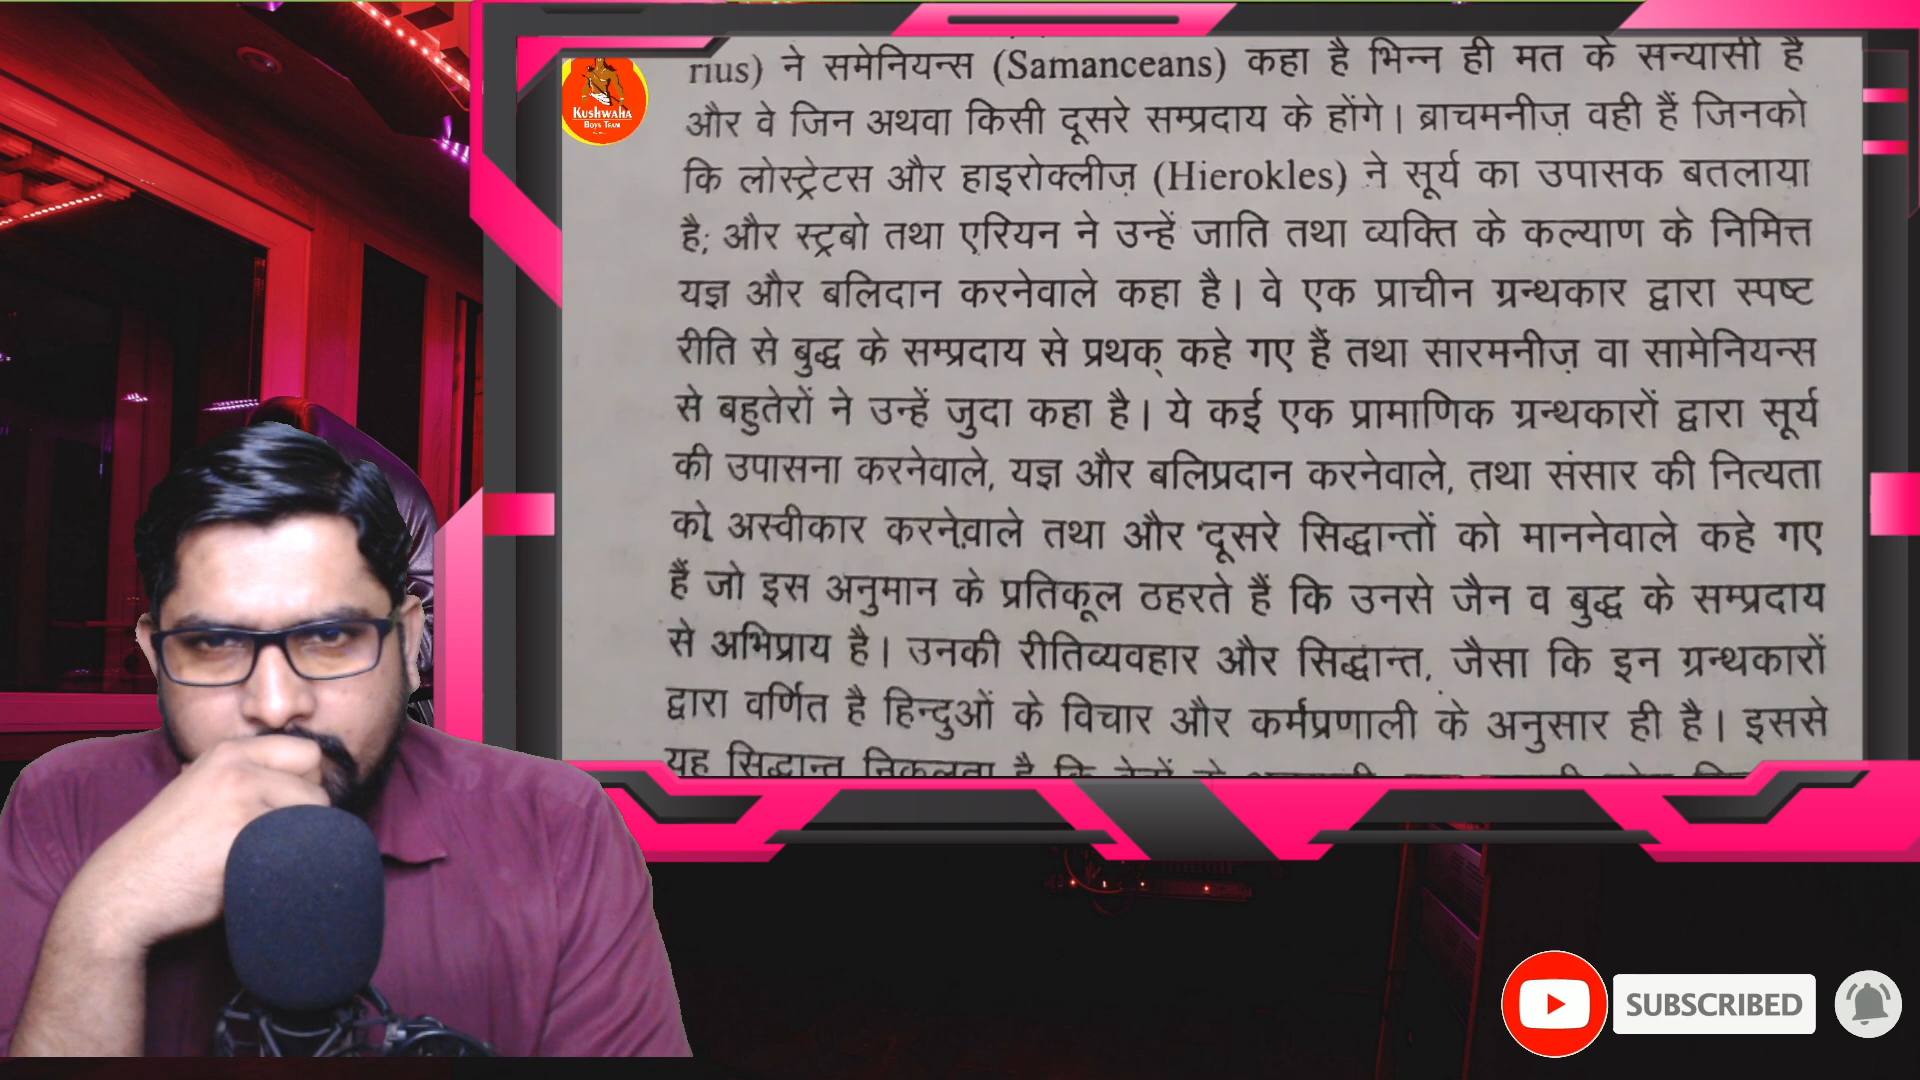 rius) ने समेनियन्स (Samanceans) कहा है भिन्न ही मत के सन्यासी हैं
और वे जिन अथवा किसी दूसरे सम्प्रदाय के होंगे। ब्राचमनीज़ वही हैं जिनको
कि लोस्ट्रेटस और हाइरोक्लीज़ (Hierokles) ने सूर्य का उपासक बतलाया
है; और स्ट्रबो तथा एरियन ने उन्हें जाति तथा व्यक्ति के कल्याण के निमित्त
यज्ञ और बलिदान करनेवाले कहा है। वे एक प्राचीन ग्रन्थकार द्वारा स्पष्ट
रीति से बुद्ध के सम्प्रदाय से प्रथक् कहे गए हैं तथा सारमनीज़ वा सामेनियन्स
से बहुतेरों ने उन्हें जुदा कहा है। ये कई एक प्रामाणिक ग्रन्थकारों द्वारा सूर्य
की उपासना करनेवाले, यज्ञ और बलिप्रदान करनेवाले, तथा संसार की नित्यता
को अस्वीकार करनेवाले तथा और दूसरे सिद्धान्तों को माननेवाले कहे गए
हैं जो इस अनुमान के प्रतिकूल ठहरते हैं कि उनसे जैन व बुद्ध के सम्प्रदाय
से अभिप्राय है। उनकी रीतिव्यवहार और सिद्धान्त, जैसा कि इन ग्रन्थकारों
द्वारा वर्णित है हिन्दुओं के विचार और कर्मप्रणाली के अनुसार ही है। इससे
यह सिद्धान्त निकलता है कि
KUSHWAHA
BOYS TEAM
SUBSCRIBED